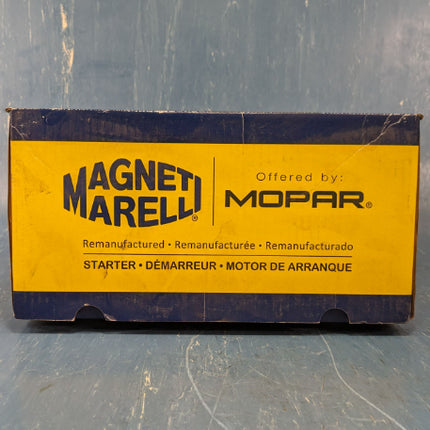 MAGNETI
MARELLI®
Offered by:
MOPAR®
Remanufactured • Remanufacturée • Remanufacturado
STARTER • DÉMARREUR • MOTOR DE ARRANQUE